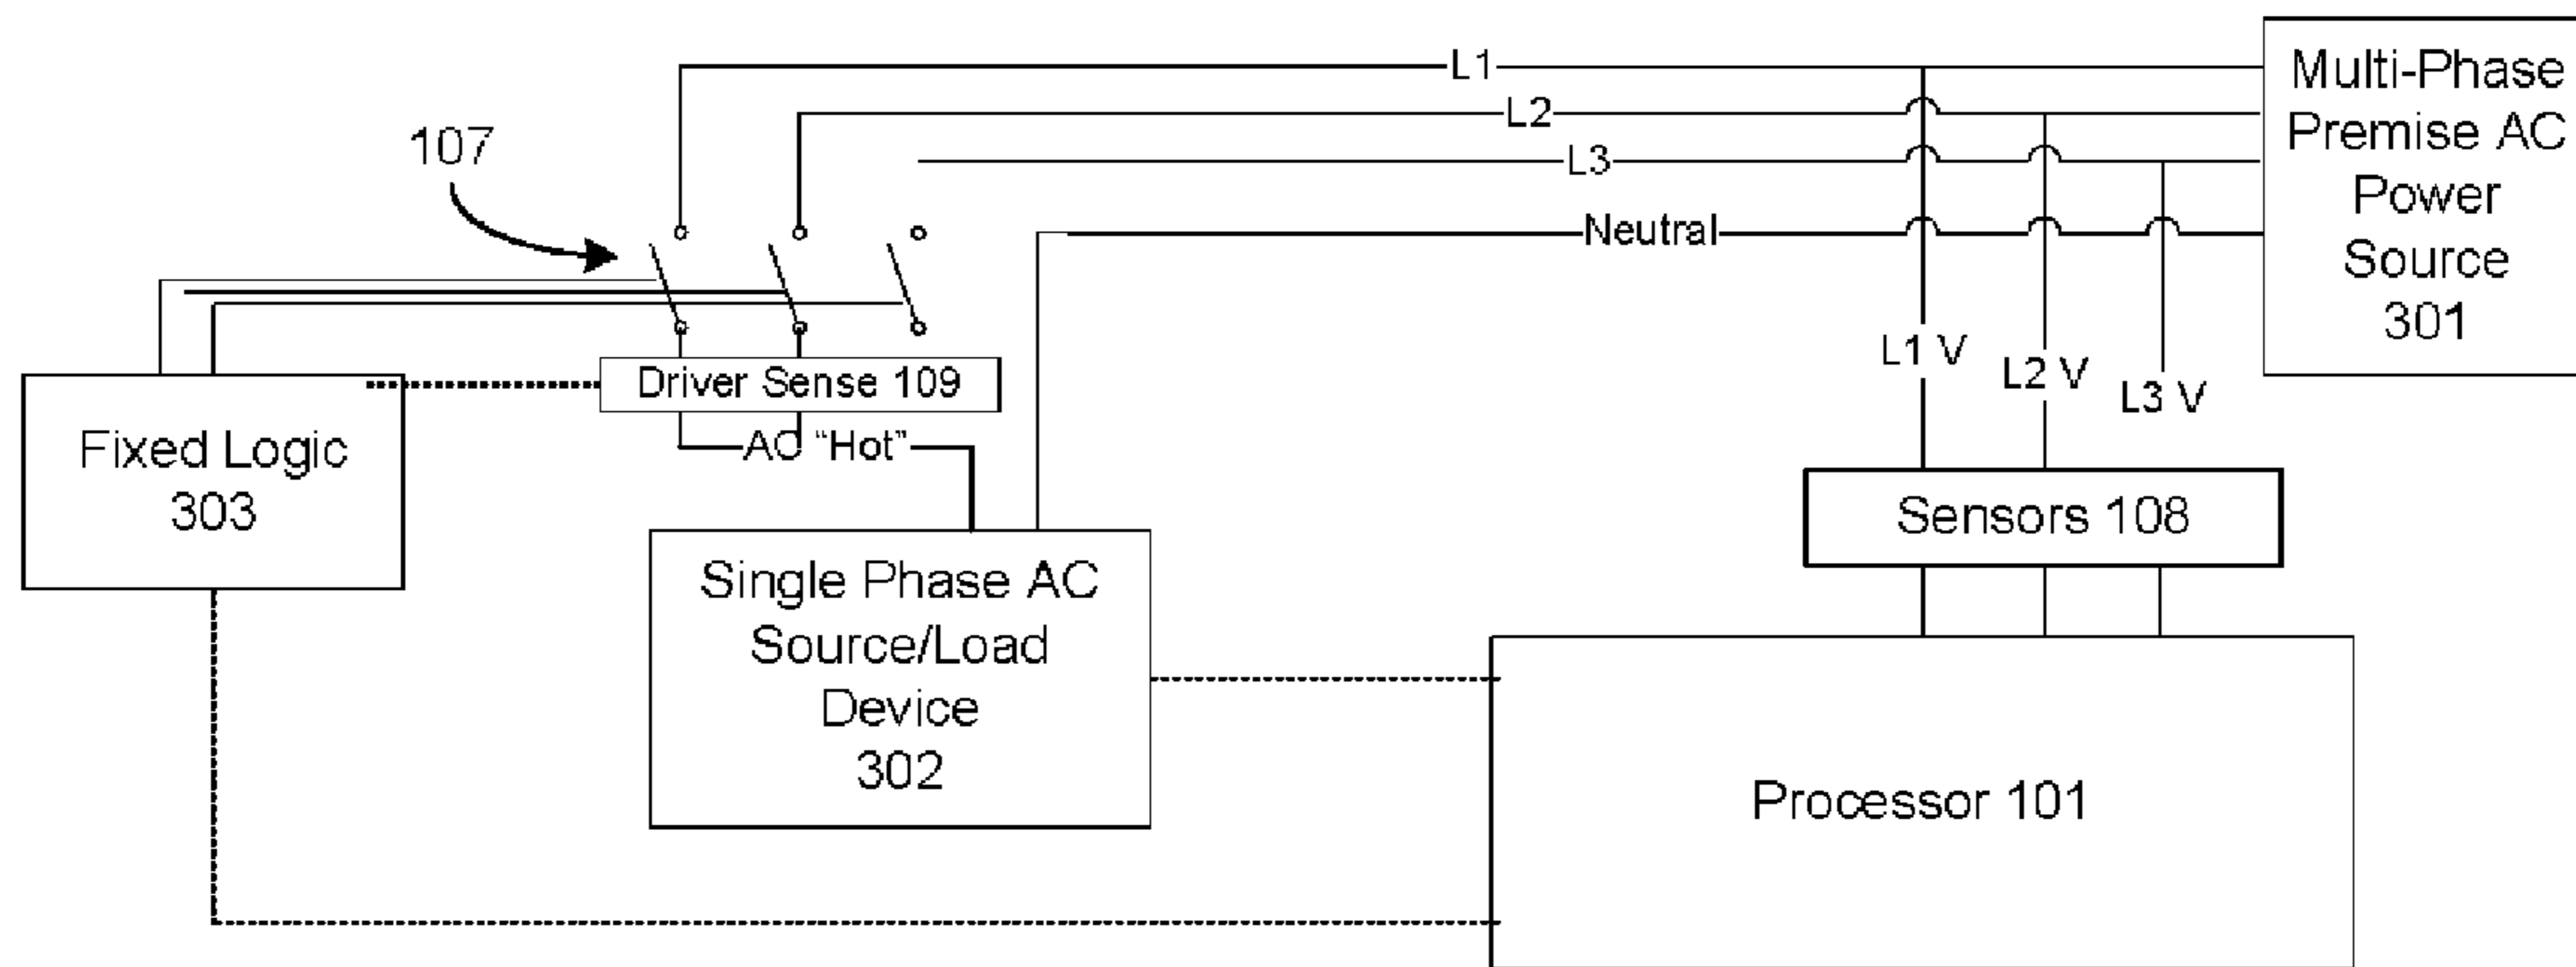 L1
L2
L3
Neutral
Multi-Phase
Premise AC
Power
Source
301
107
L1 V
L2 V
L3 V
Driver Sense 109
AC “Hot”
Fixed Logic
303
Sensors 108
Single Phase AC
Source/Load
Device
302
Processor 101